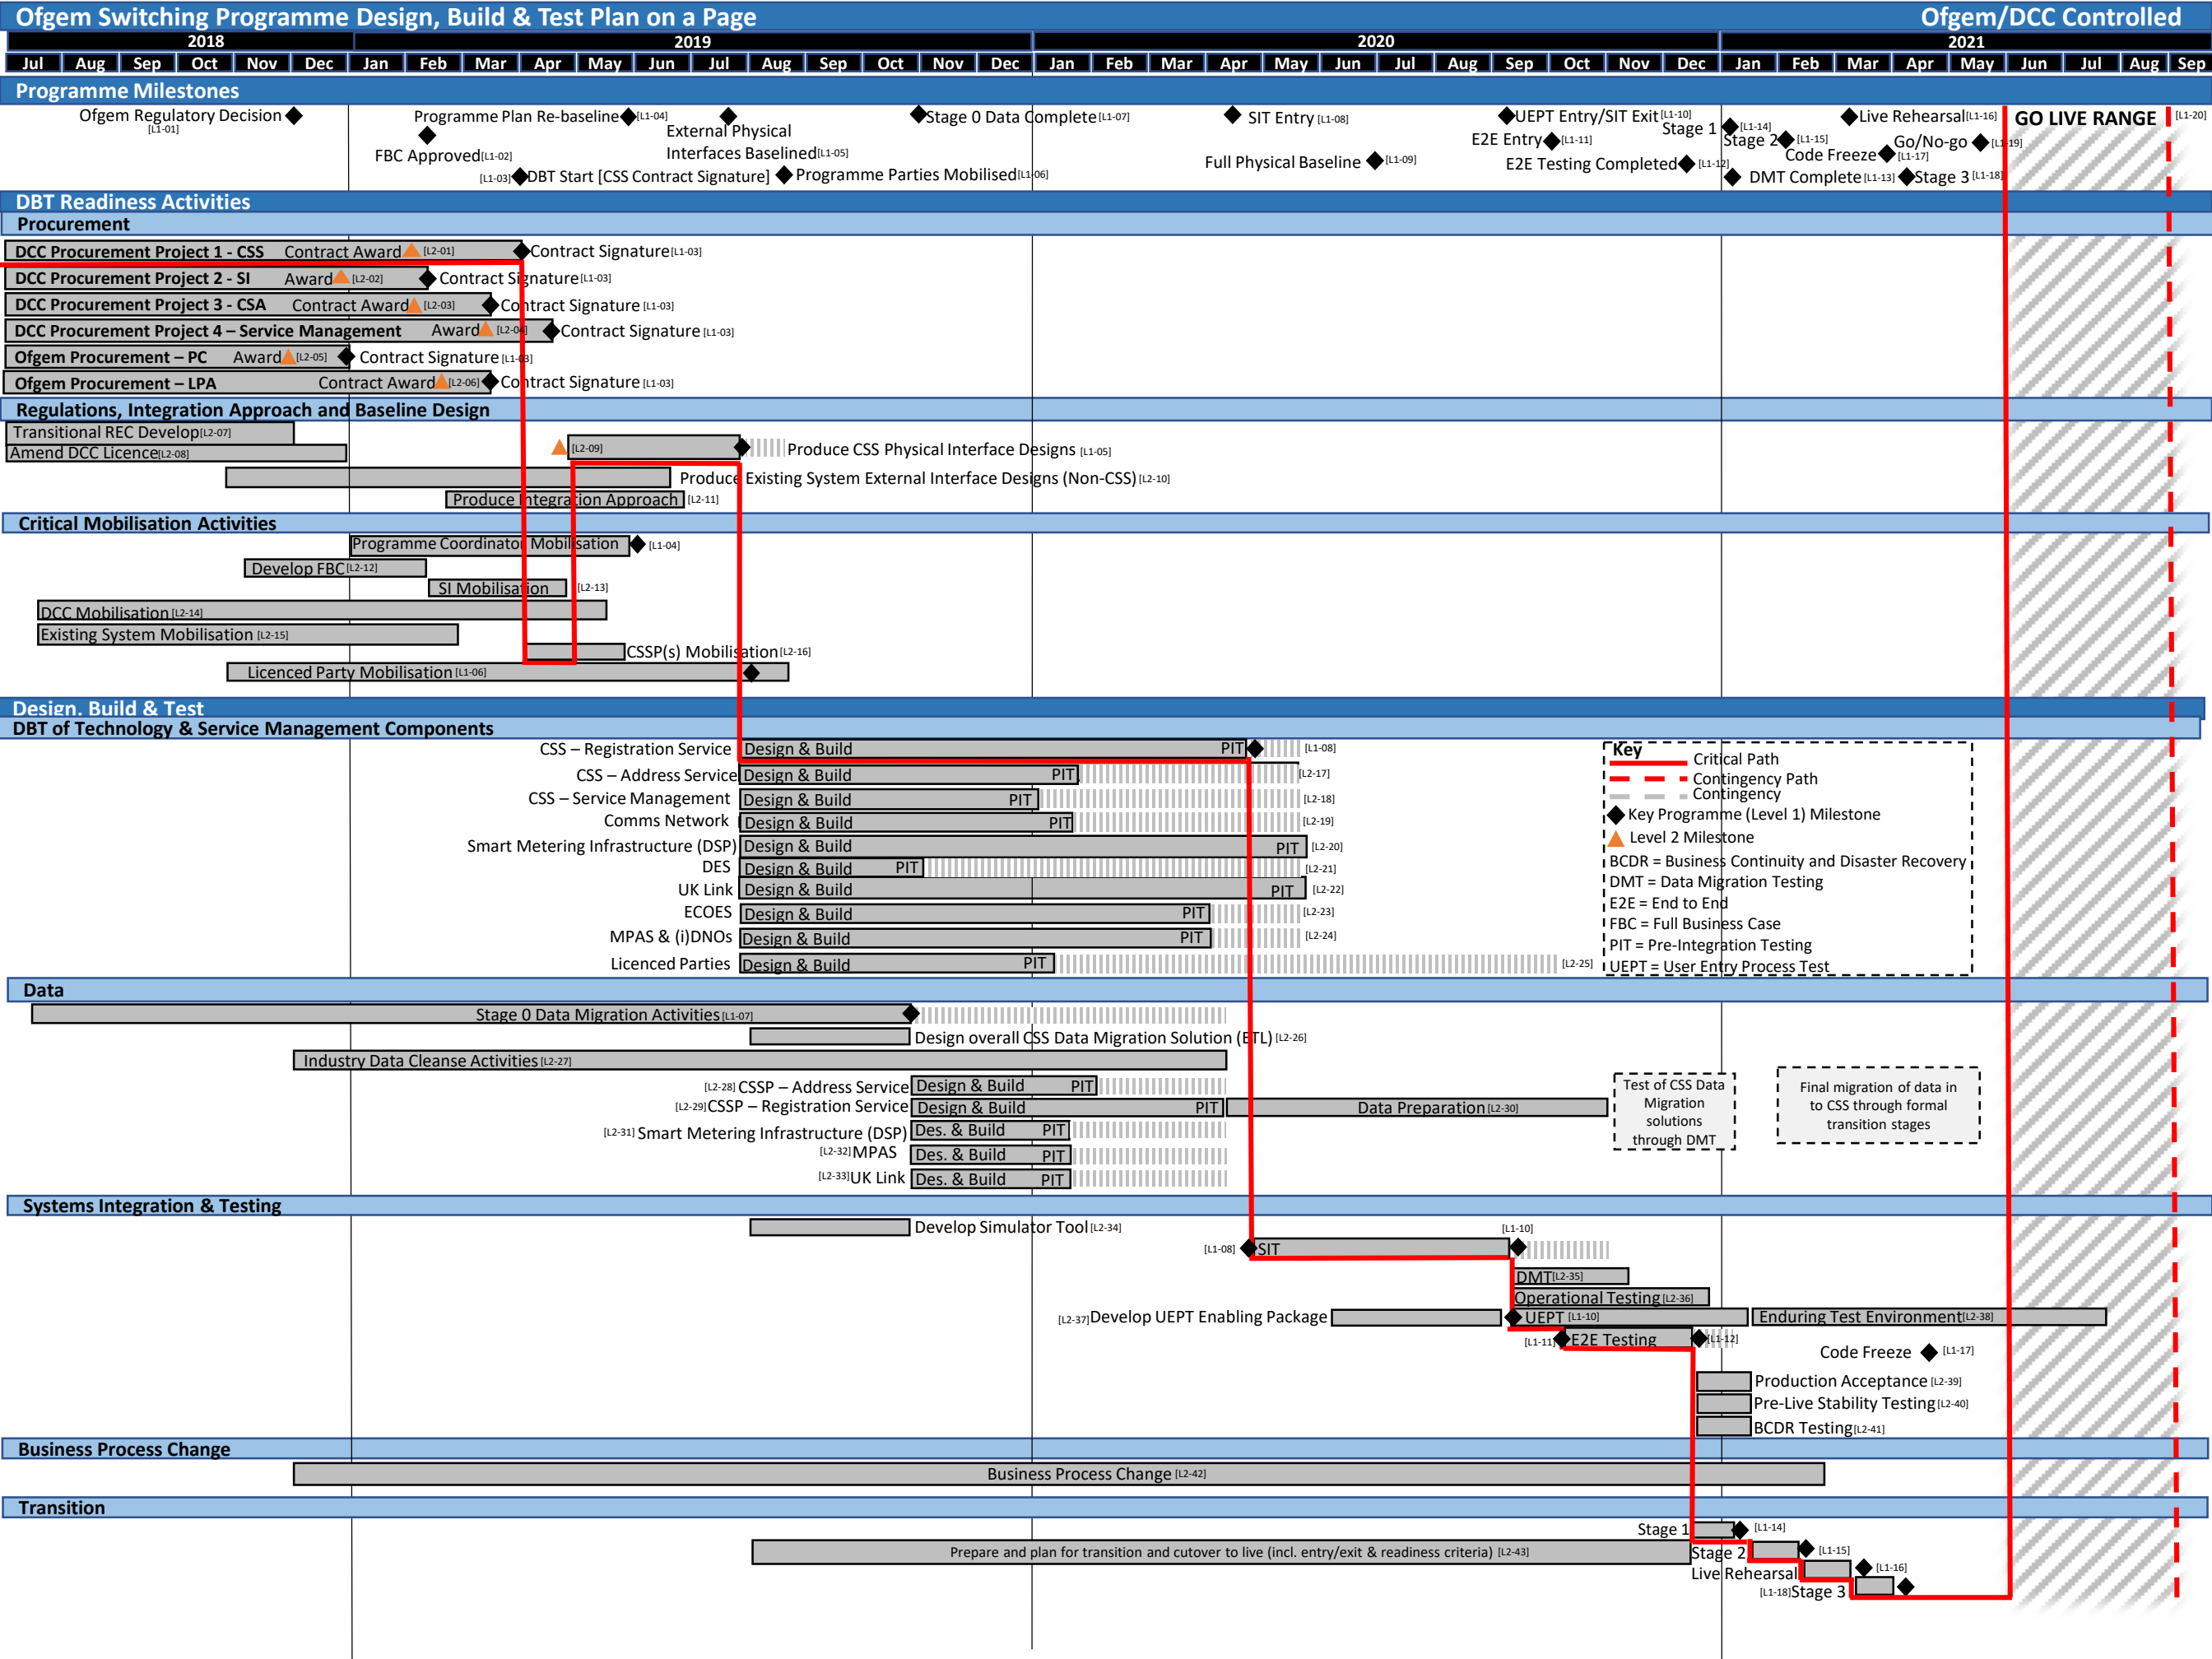 Ofgem Switching Programme Design, Build & Test Plan on a Page
Ofgem/DCC Controlled
2018 2019 2020 2021
Jul Aug Sep Oct Nov Dec Jan Feb Mar Apr May Jun Jul Aug Sep Oct Nov Dec Jan Feb Mar Apr May Jun Jul Aug Sep Oct Nov Dec Jan Feb Mar Apr May Jun Jul Aug Sep
Programme Milestones
Ofgem Regulatory Decision
[L1-01]
FBC Approved[L1-02]
Programme Plan Re-baseline [L1-04]
[L1-03] DBT Start [CSS Contract Signature]
External Physical
Interfaces Baselined[L1-05]
Programme Parties Mobilised[L1-06]
Stage 0 Data Complete[L1-07]
SIT Entry [L1-08]
Full Physical Baseline [L1-09]
UEPT Entry/SIT Exit[L1-10]
E2E Entry [L1-11]
E2E Testing Completed [L1-12]
Stage 1 [L1-14]
Stage 2 [L1-15]
DMT Complete[L1-13]
Live Rehearsal[L1-16]
Code Freeze [L1-17]
Go/No-go [L1-19]
Stage 3 [L1-18]
GO LIVE RANGE
[L1-20]
DBT Readiness Activities
Procurement
DCC Procurement Project 1 - CSS Contract Award [L2-01] Contract Signature[L1-03]
DCC Procurement Project 2 - SI Award [L2-02] Contract Signature[L1-03]
DCC Procurement Project 3 - CSA Contract Award [L2-03] Contract Signature [L1-03]
DCC Procurement Project 4 – Service Management Award [L2-04] Contract Signature [L1-03]
Ofgem Procurement – PC Award [L2-05] Contract Signature [L1-03]
Ofgem Procurement – LPA Contract Award [L2-06] Contract Signature [L1-03]
Regulations, Integration Approach and Baseline Design
Transitional REC Develop[L2-07]
Amend DCC Licence[L2-08]
[L2-09] Produce CSS Physical Interface Designs [L1-05]
Produce Existing System External Interface Designs (Non-CSS) [L2-10]
Produce Integration Approach [L2-11]
Critical Mobilisation Activities
Programme Coordinator Mobilisation [L1-04]
Develop FBC[L2-12]
SI Mobilisation [L2-13]
DCC Mobilisation [L2-14]
Existing System Mobilisation [L2-15]
CSSP(s) Mobilisation[L2-16]
Licenced Party Mobilisation [L1-06]
Design, Build & Test
DBT of Technology & Service Management Components
CSS – Registration Service Design & Build PIT [L1-08]
CSS – Address Service Design & Build PIT [L2-17]
CSS – Service Management Design & Build PIT [L2-18]
Comms Network Design & Build PIT [L2-19]
Smart Metering Infrastructure (DSP) Design & Build PIT [L2-20]
DES Design & Build PIT [L2-21]
UK Link Design & Build PIT [L2-22]
ECOES Design & Build PIT [L2-23]
MPAS & (i)DNOs Design & Build PIT [L2-24]
Licenced Parties Design & Build PIT [L2-25]
Key
Critical Path
Contingency Path
Contingency
Key Programme (Level 1) Milestone
Level 2 Milestone
BCDR = Business Continuity and Disaster Recovery
DMT = Data Migration Testing
E2E = End to End
FBC = Full Business Case
PIT = Pre-Integration Testing
UEPT = User Entry Process Test
Data
Stage 0 Data Migration Activities[L1-07]
Design overall CSS Data Migration Solution (ETL) [L2-26]
Industry Data Cleanse Activities [L2-27]
[L2-28] CSSP – Address Service Design & Build PIT
[L2-29]CSSP – Registration Service Design & Build PIT Data Preparation[L2-30]
[L2-31] Smart Metering Infrastructure (DSP) Des. & Build PIT
[L2-32]MPAS Des. & Build PIT
[L2-33]UK Link Des. & Build PIT
Test of CSS Data
Migration
solutions
through DMT
Final migration of data in
to CSS through formal
transition stages
Systems Integration & Testing
Develop Simulator Tool[L2-34]
[L1-08] SIT [L1-10]
DMT[L2-35]
Operational Testing[L2-36]
[L2-37]Develop UEPT Enabling Package UEPT [L1-10] Enduring Test Environment[L2-38]
[L1-11] E2E Testing [L1-12]
Code Freeze [L1-17]
Production Acceptance [L2-39]
Pre-Live Stability Testing[L2-40]
BCDR Testing[L2-41]
Business Process Change
Business Process Change [L2-42]
Transition
Stage 1 [L1-14]
Prepare and plan for transition and cutover to live (incl. entry/exit & readiness criteria) [L2-43]
Stage 2 [L1-15]
Live Rehearsal [L1-16]
[L1-18]Stage 3